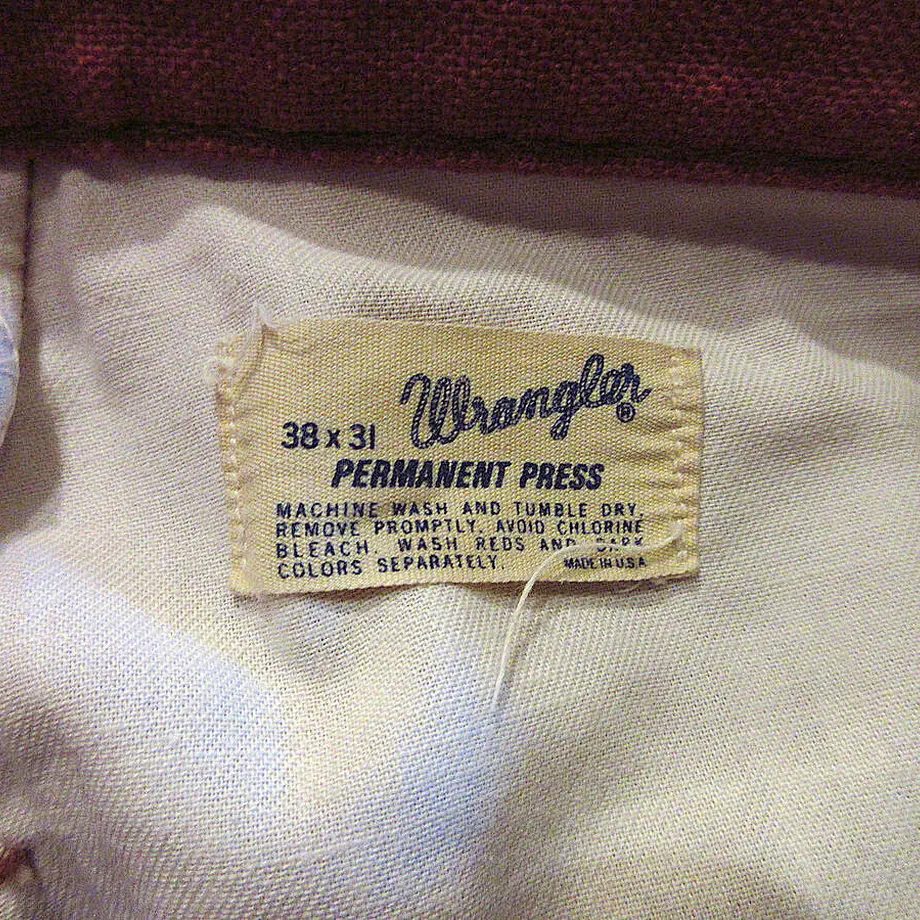 Wrangler®
38 x 31
PERMANENT PRESS
MACHINE WASH AND TUMBLE DRY.
REMOVE PROMPTLY. AVOID CHLORINE
BLEACH. WASH REDS AND DARK
COLORS SEPARATELY. MADE IN U.S.A